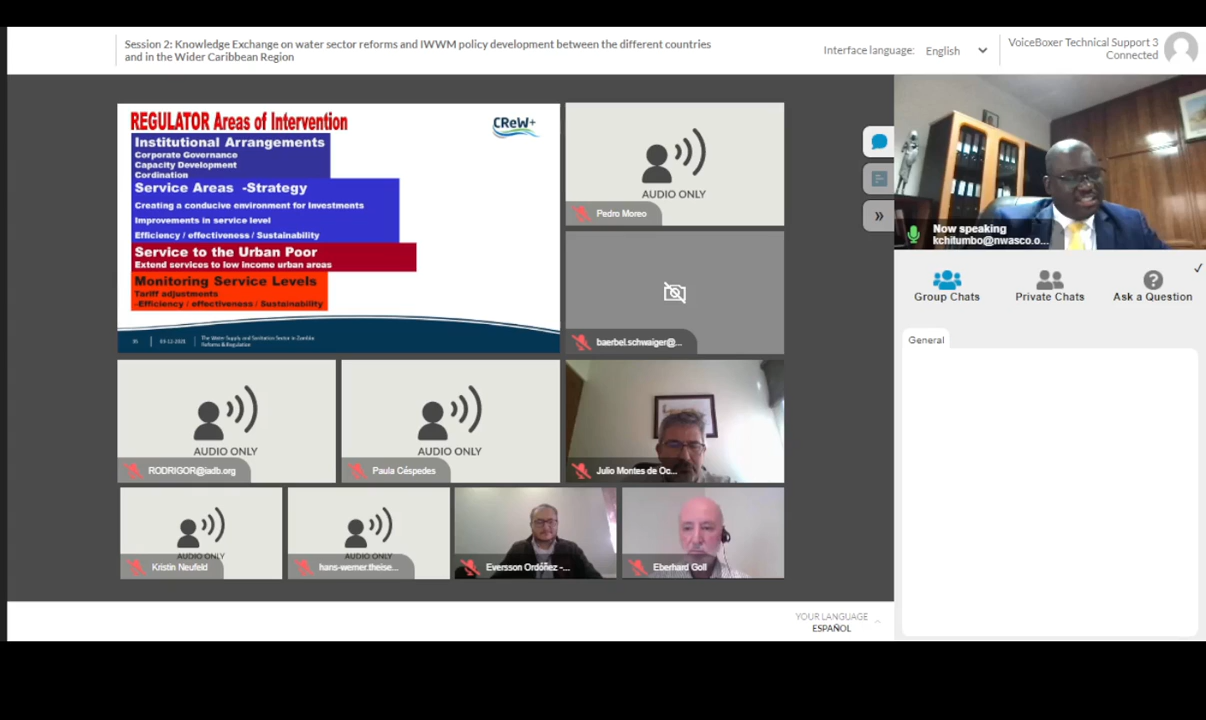 Session 2: Knowledge Exchange on water sector reforms and IWWM policy development between the different countries
and in the Wider Caribbean Region
Interface language: English
VoiceBoxer Technical Support 3
Connected
REGULATOR Areas of Intervention
CReW+
Institutional Arrangements
Corporate Governance
Capacity Development
Cordination
Service Areas -Strategy
Creating a conducive environment for Investments
Improvements in service level
Efficiency / effectiveness / Sustainability
Service to the Urban Poor
Extend services to low income urban areas
Monitoring Service Levels
Tariff adjustments
-Efficiency / effectiveness / Sustainability
03-12-2021
The Water Supply and Sanitation Sector in Zambia
Reforms & Regulation
AUDIO ONLY
Pedro Moreo
baerbel.schwaiger@...
AUDIO ONLY
RODRIGOR@iadb.org
AUDIO ONLY
Paula Céspedes
Julio Montes de Oc...
AUDIO ONLY
Kristin Neufeld
AUDIO ONLY
hans-werner.theise...
Eversson Ordóñez -...
Eberhard Goll
Now speaking
kchitumbo@nwasco.o...
Group Chats
Private Chats
Ask a Question
General
YOUR LANGUAGE
ESPAÑOL